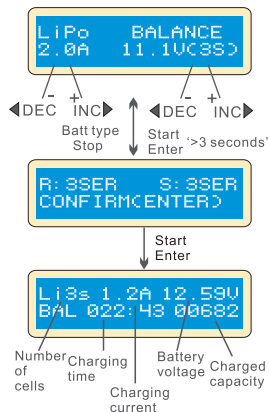 LiPo BALANCE
2.0A 11.1V(3S)
- + - +
DEC INC DEC INC
Batt type
Stop
Start
Enter '>3 seconds'
R:3SER S:3SER
CONFIRM(ENTER)
Start
Enter
Li3s 1.2A 12.59V
BAL 022:43 00682
Number
of
cells
Charging
time
Charging
current
Battery
voltage
Charged
capacity